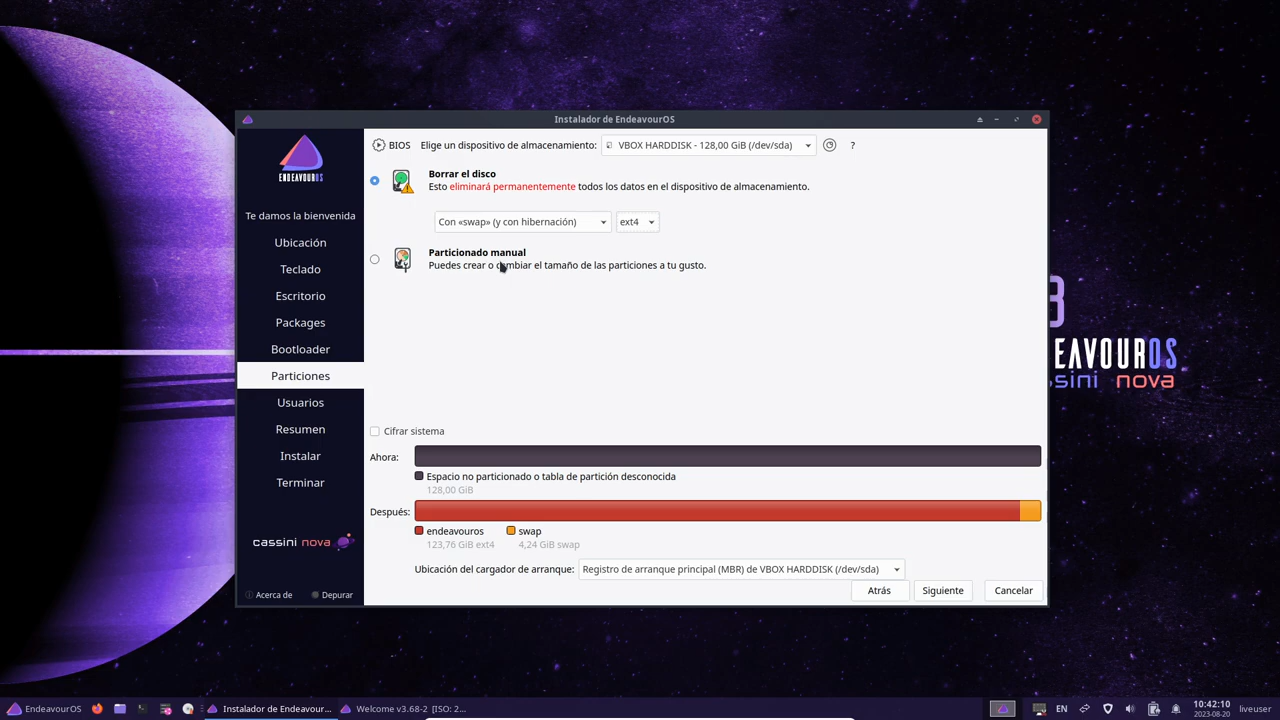 Instalador de EndeavourOS
ENDEAVOUROS
Te damos la bienvenida
Ubicación
Teclado
Escritorio
Packages
Bootloader
Particiones
Usuarios
Resumen
Instalar
Terminar
cassini nova
Acerca de
Depurar
BIOS
Elige un dispositivo de almacenamiento:
VBOX HARDDISK - 128,00 GiB (/dev/sda)
?
Borrar el disco
Esto eliminará permanentemente todos los datos en el dispositivo de almacenamiento.
Con «swap» (y con hibernación)
ext4
Particionado manual
Puedes crear o cambiar el tamaño de las particiones a tu gusto.
Cifrar sistema
Ahora:
Espacio no particionado o tabla de partición desconocida
128,00 GiB
Después:
endeavouros
123,76 GiB ext4
swap
4,24 GiB swap
Ubicación del cargador de arranque:
Registro de arranque principal (MBR) de VBOX HARDDISK (/dev/sda)
Atrás
Siguiente
Cancelar
EAVOUROS
ssini nova
EndeavourOS
Instalador de Endeavour...
Welcome v3.68-2 [ISO: 2...
EN
10:42:10
2023-08-20
liveuser